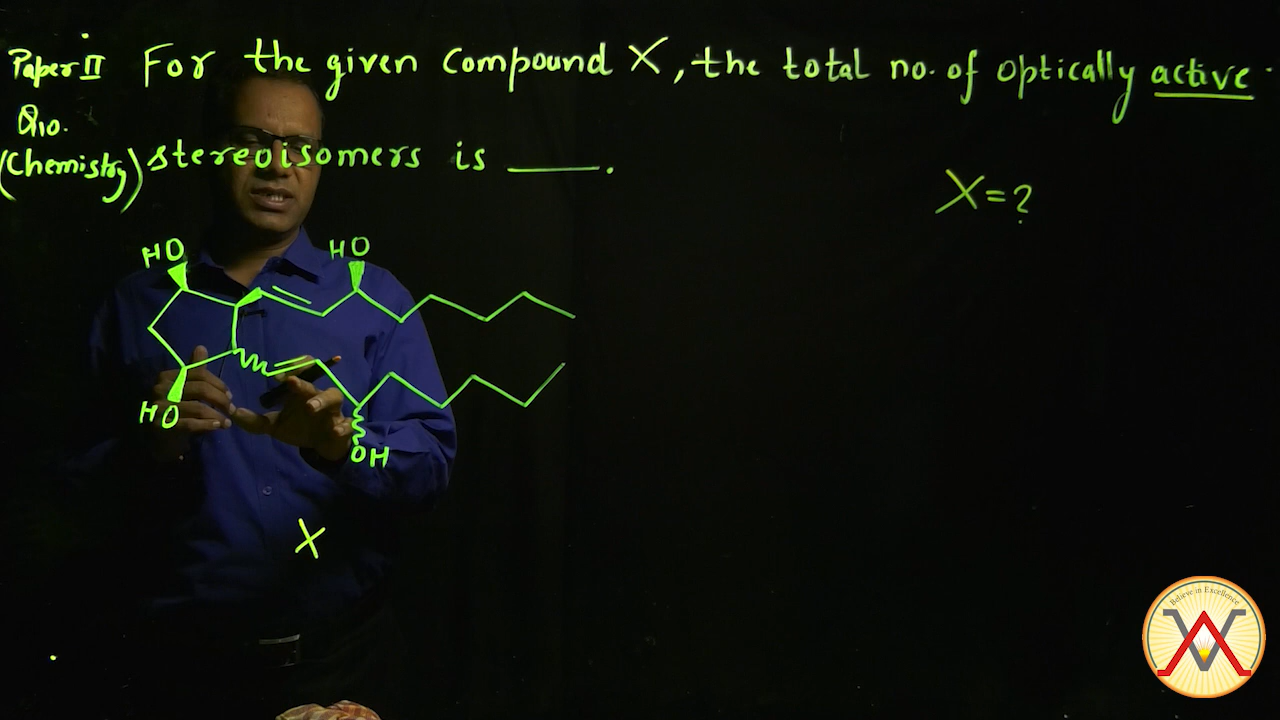 Paper II For the given compound X, the total no. of optically active
Q10.
(Chemistry) stereoisomers is ____.
X=?
HO HO
HO
OH
X
Believe in Excellence